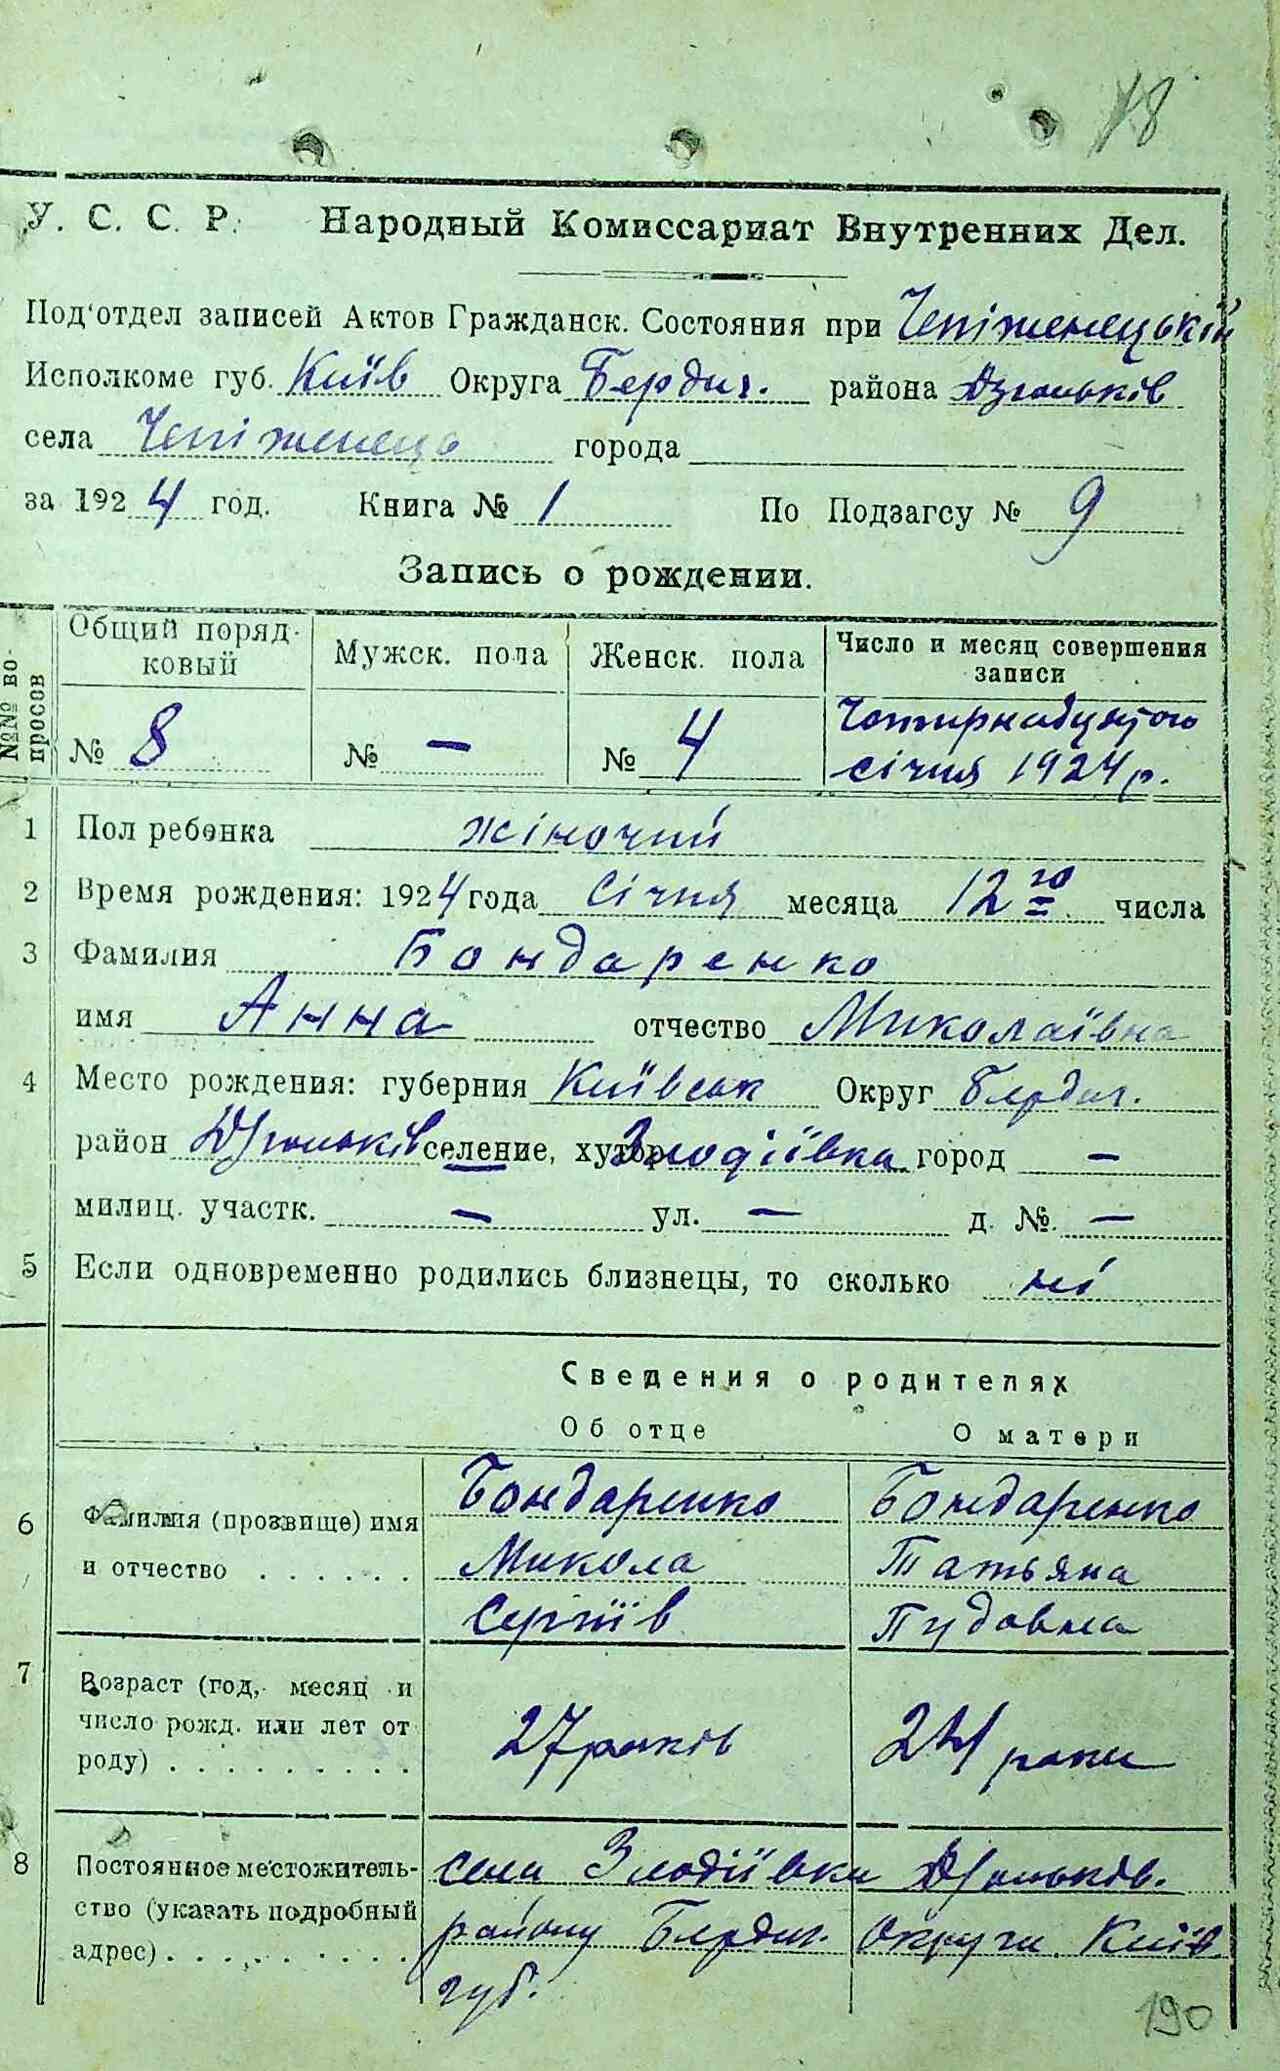 18
У. С. С. Р. Народный Комиссариат Внутренних Дел.
Под'отдел записей Актов Гражданск. Состояния при Чепіженецькій
Исполкоме губ. Київ Округа Бердич. района Дзюньків
села Чепіженець города
за 1924 год. Книга № 1 По Подзагсу № 9
Запись о рождении.
№№ вопросов
Общий порядковый Мужск. пола Женск. пола Число и месяц совершения записи
№ 8 № — № 4 Чотирнадцятого січня 1924 р.
1 Пол ребенка жіночий
2 Время рождения: 1924 года Січня месяца 12го числа
3 Фамилия Бондаренко
имя Анна отчество Миколаївна
4 Место рождения: губерния Київськ Округ Бердич.
район Дзюньків селение, хутор Злодіївка город —
милиц. участк. — ул. — д. №. —
5 Если одновременно родились близнецы, то сколько ні
Сведения о родителях
Об отце О матери
6 Фамилия (прозвище) имя Бондаренко Бондаренко
и отчество Микола Татьяна
Сергіїв Пудовна
7 Возраст (год, месяц и
число рожд. или лет от 27 років 24 роки
роду)
8 Постоянное местожитель- села Злодіївки Дзюньків.
ство (указать подробный району Бердич. Округи Київ
адрес) губ.
190